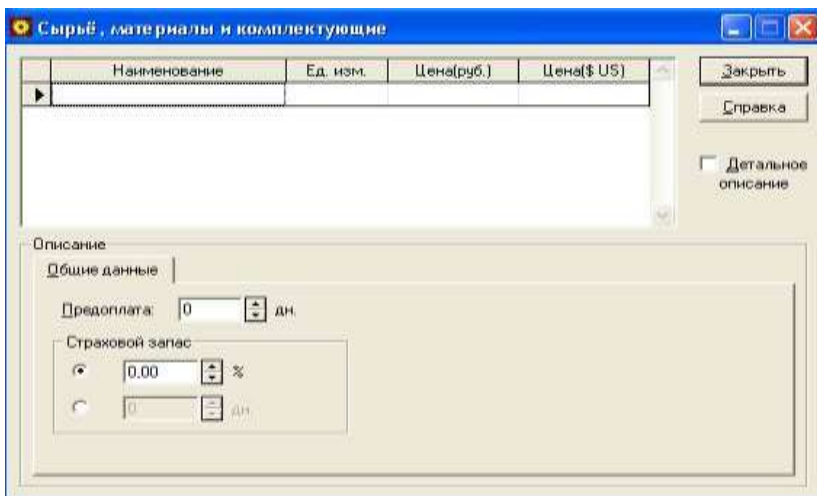 Сырьё , материалы и комплектующие
Наименование Ед. изм. Цена(руб.) Цена($ US)
Закрыть
Справка
Детальное
описание
Описание
Общие данные
Предоплата: 0 дн.
Страховой запас
0.00 %
0 дн.